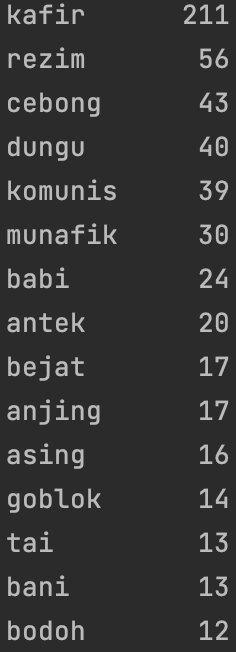 kafir 211
rezim 56
cebong 43
dungu 40
komunis 39
munafik 30
babi 24
antek 20
bejat 17
anjing 17
asing 16
goblok 14
tai 13
bani 13
bodoh 12